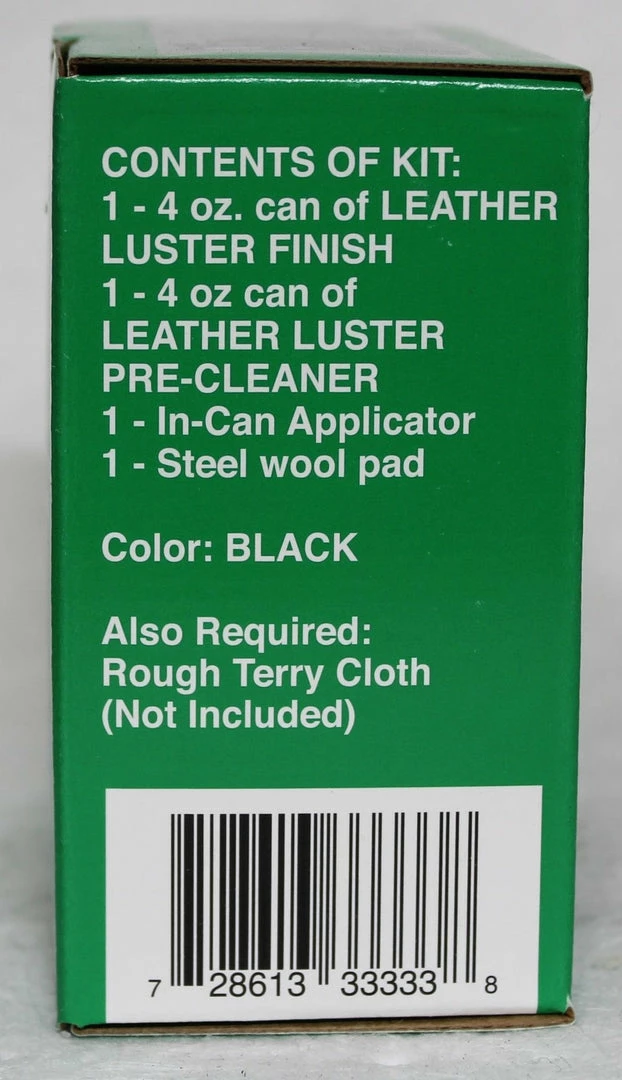 CONTENTS OF KIT:
1 - 4 oz. can of LEATHER
LUSTER FINISH
1 - 4 oz can of
LEATHER LUSTER
PRE-CLEANER
1 - In-Can Applicator
1 - Steel wool pad
Color: BLACK
Also Required:
Rough Terry Cloth
(Not Included)
7 28613 33333 8